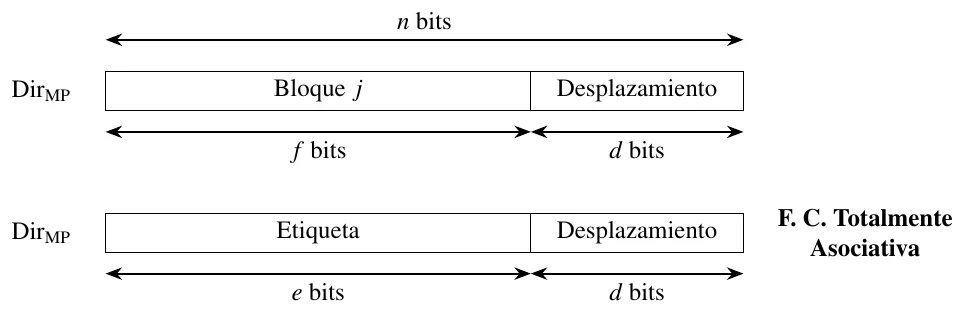 n bits
Dir_MP Bloque j Desplazamiento
f bits d bits
Dir_MP Etiqueta Desplazamiento F. C. Totalmente
Asociativa
e bits d bits